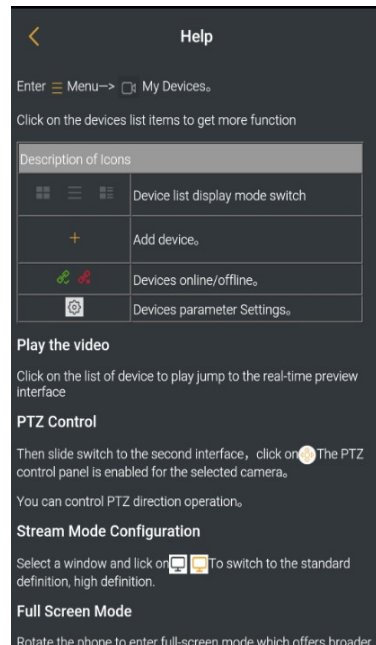 Help
Enter Menu—> My Devices。
Click on the devices list items to get more function
Description of Icons
Device list display mode switch
+ Add device。
Devices online/offline。
Devices parameter Settings。
Play the video
Click on the list of device to play jump to the real-time preview
interface
PTZ Control
Then slide switch to the second interface，click on The PTZ
control panel is enabled for the selected camera。
You can control PTZ direction operation。
Stream Mode Configuration
Select a window and lick on To switch to the standard
definition, high definition.
Full Screen Mode
Rotate the phone to enter full-screen mode which offers broader